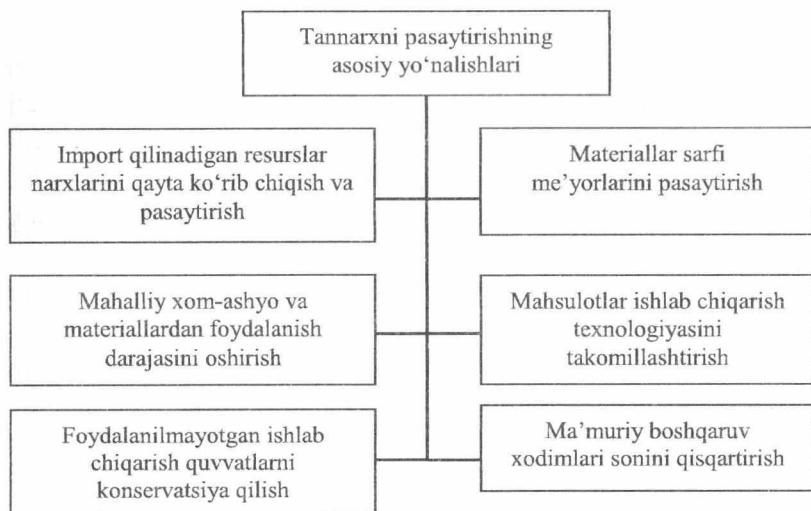 Tannarxni pasaytirishning
asosiy yo‘nalishlari
Import qilinadigan resurslar
narxlarini qayta ko‘rib chiqish va
pasaytirish
Materiallar sarfi
me’yorlarini pasaytirish
Mahalliy xom-ashyo va
materiallardan foydalanish
darajasini oshirish
Mahsulotlar ishlab chiqarish
texnologiyasini
takomillashtirish
Foydalanilmayotgan ishlab
chiqarish quvvatlarni
konservatsiya qilish
Ma’muriy boshqaruv
xodimlari sonini qisqartirish